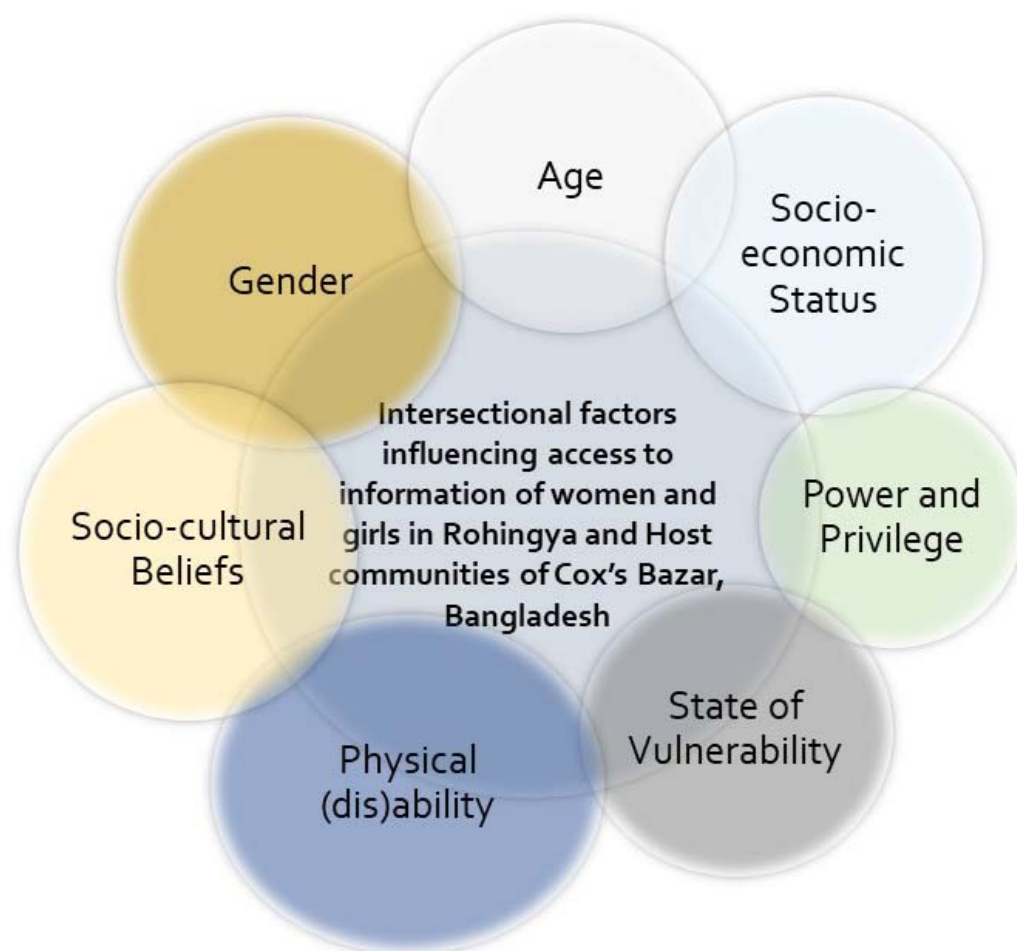 Age
Socio-
economic
Status
Gender
Intersectional factors
influencing access to
information of women and
girls in Rohingya and Host
communities of Cox's Bazar,
Bangladesh
Power and
Privilege
Socio-cultural
Beliefs
State of
Vulnerability
Physical
(dis)ability